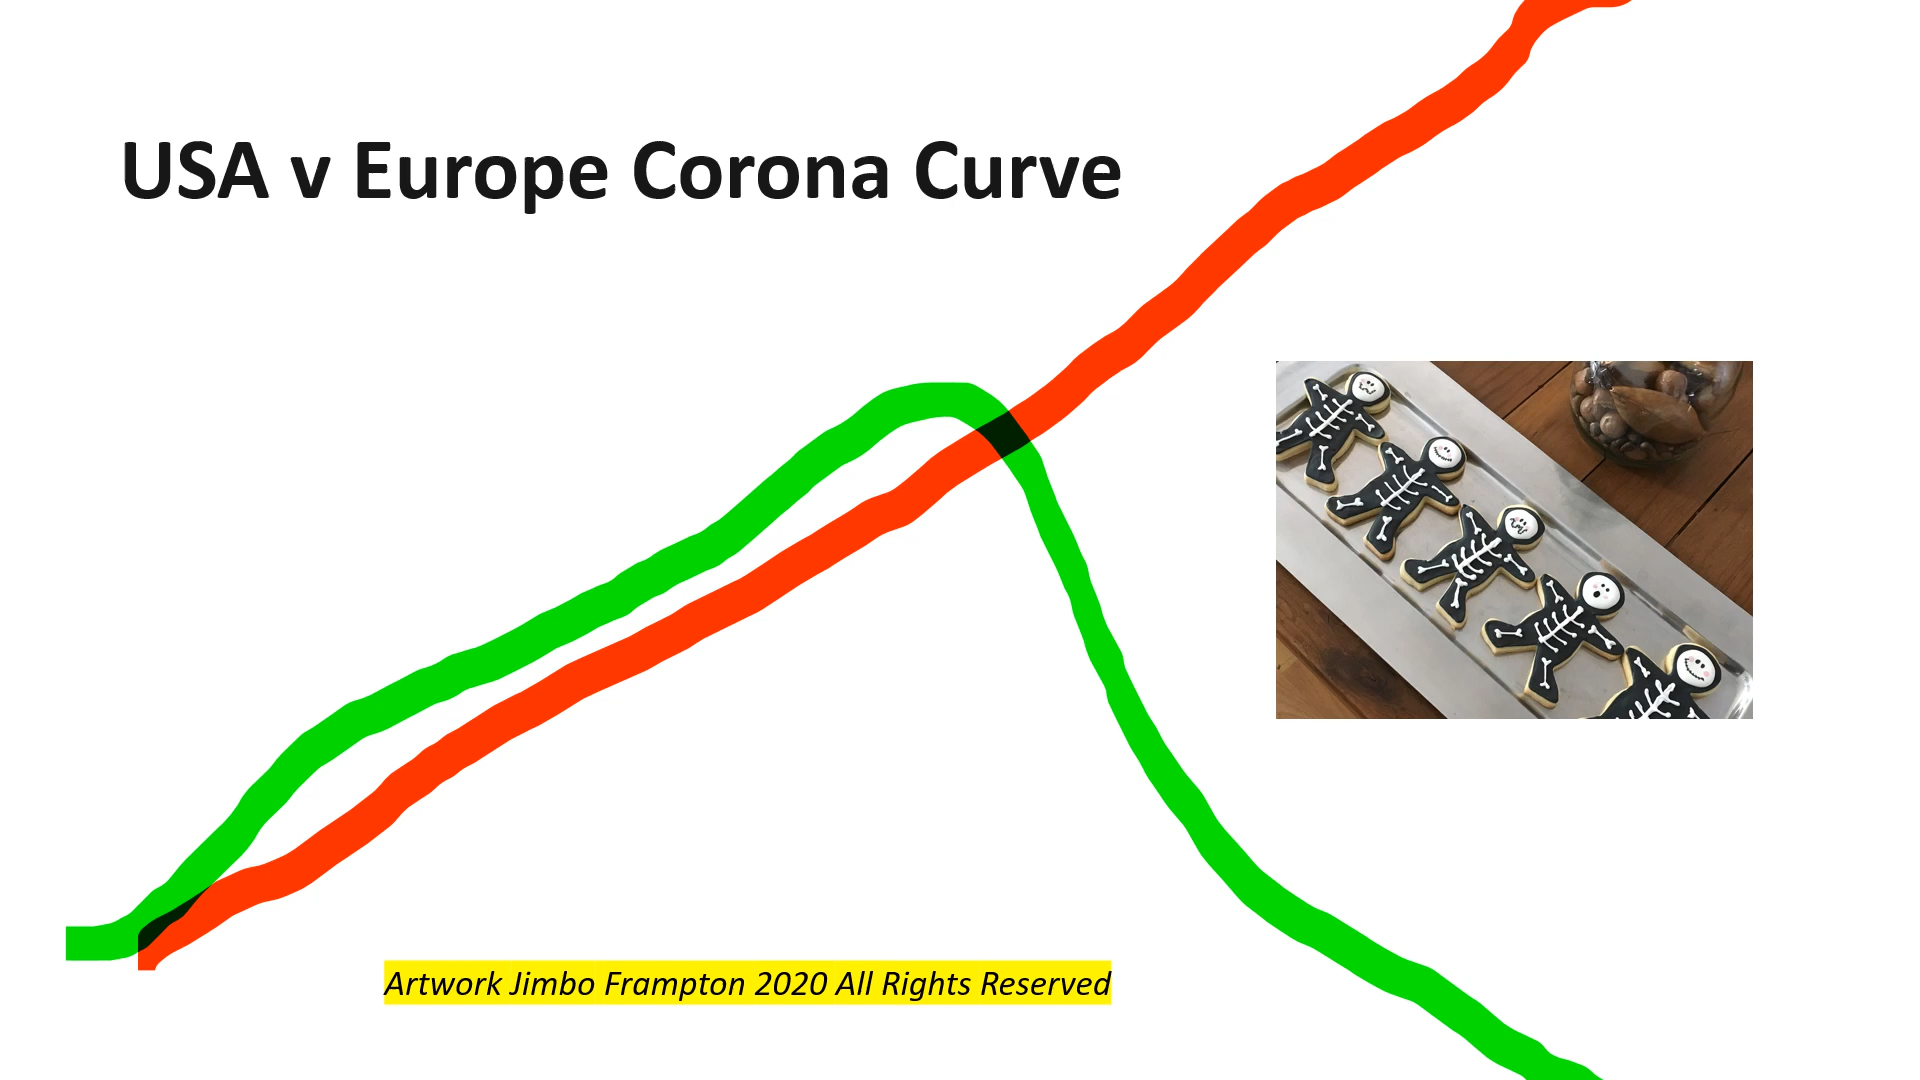 USA v Europe Corona Curve
Artwork Jimbo Frampton 2020 All Rights Reserved